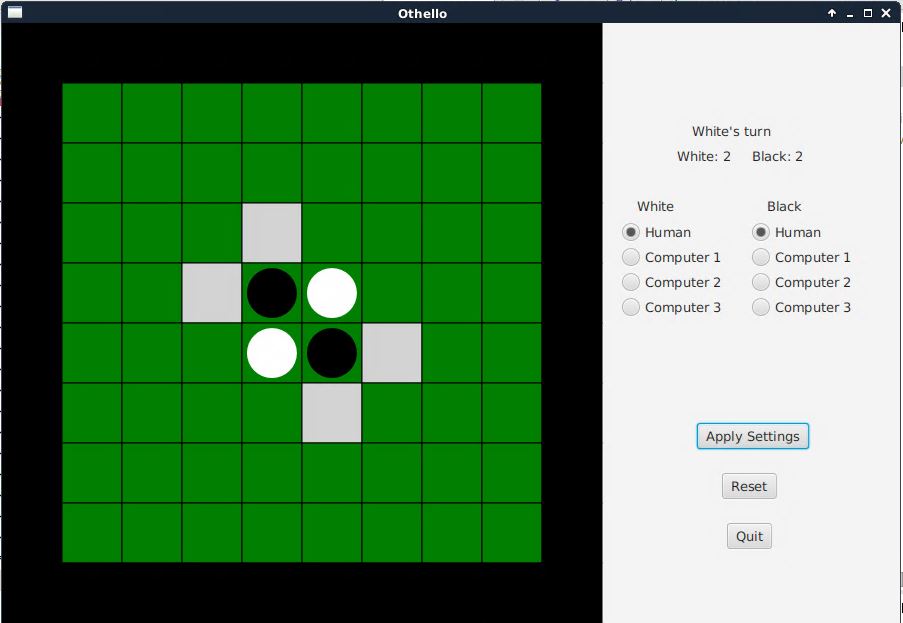 Othello
White's turn
White: 2 Black: 2
White Black
Human Human
Computer 1 Computer 1
Computer 2 Computer 2
Computer 3 Computer 3
Apply Settings
Reset
Quit